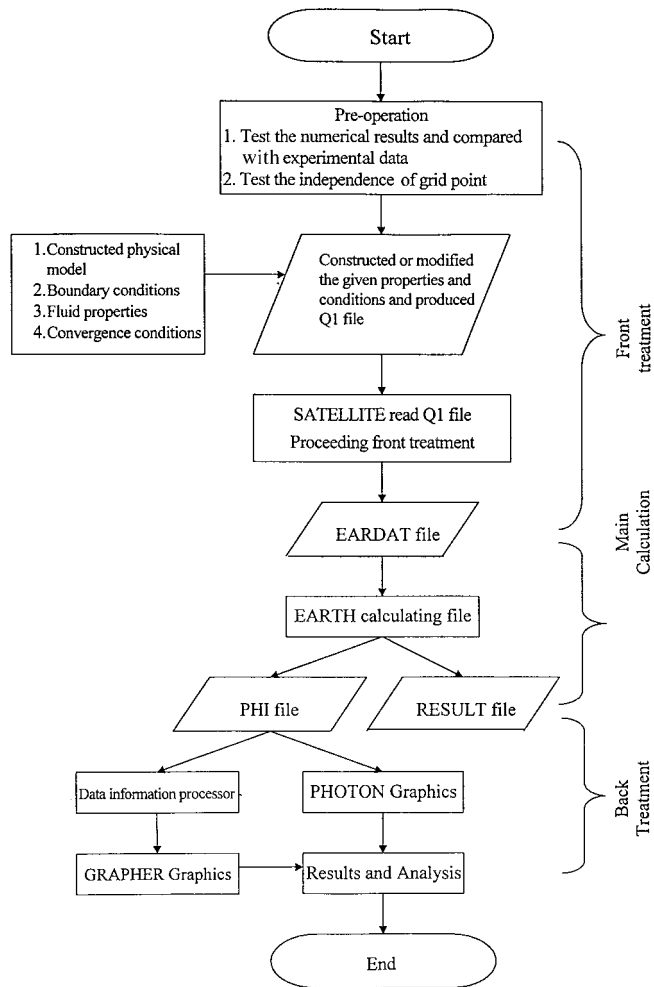 Start
Pre-operation
1. Test the numerical results and compared
with experimental data
2. Test the independence of grid point
1.Constructed physical
model
2.Boundary conditions
3.Fluid properties
4.Convergence conditions
Constructed or modified
the given properties and
conditions and produced
Q1 file
SATELLITE read Q1 file
Proceeding front treatment
EARDAT file
EARTH calculating file
PHI file
RESULT file
Data information processor
PHOTON Graphics
GRAPHER Graphics
Results and Analysis
End
Front
treatment
Main
Calculation
Back
Treatment